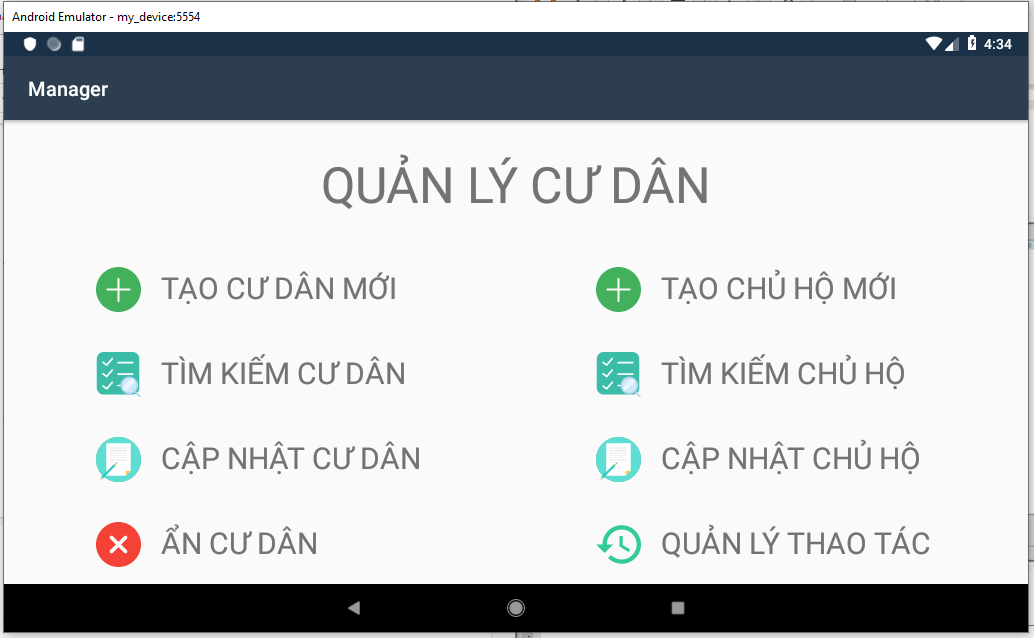 Android Emulator - my_device:5554
4:34
Manager
QUẢN LÝ CƯ DÂN
TẠO CƯ DÂN MỚI
TẠO CHỦ HỘ MỚI
TÌM KIẾM CƯ DÂN
TÌM KIẾM CHỦ HỘ
CẬP NHẬT CƯ DÂN
CẬP NHẬT CHỦ HỘ
ẨN CƯ DÂN
QUẢN LÝ THAO TÁC